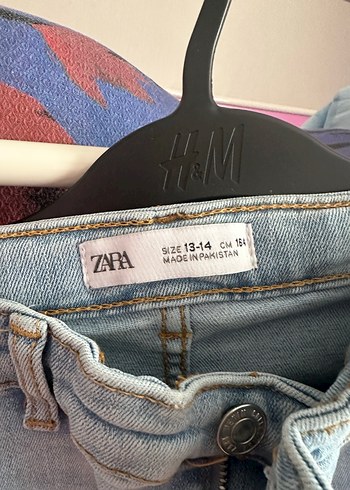 H&M
ZARA
SIZE 13-14 CM 164
MADE IN PAKISTAN